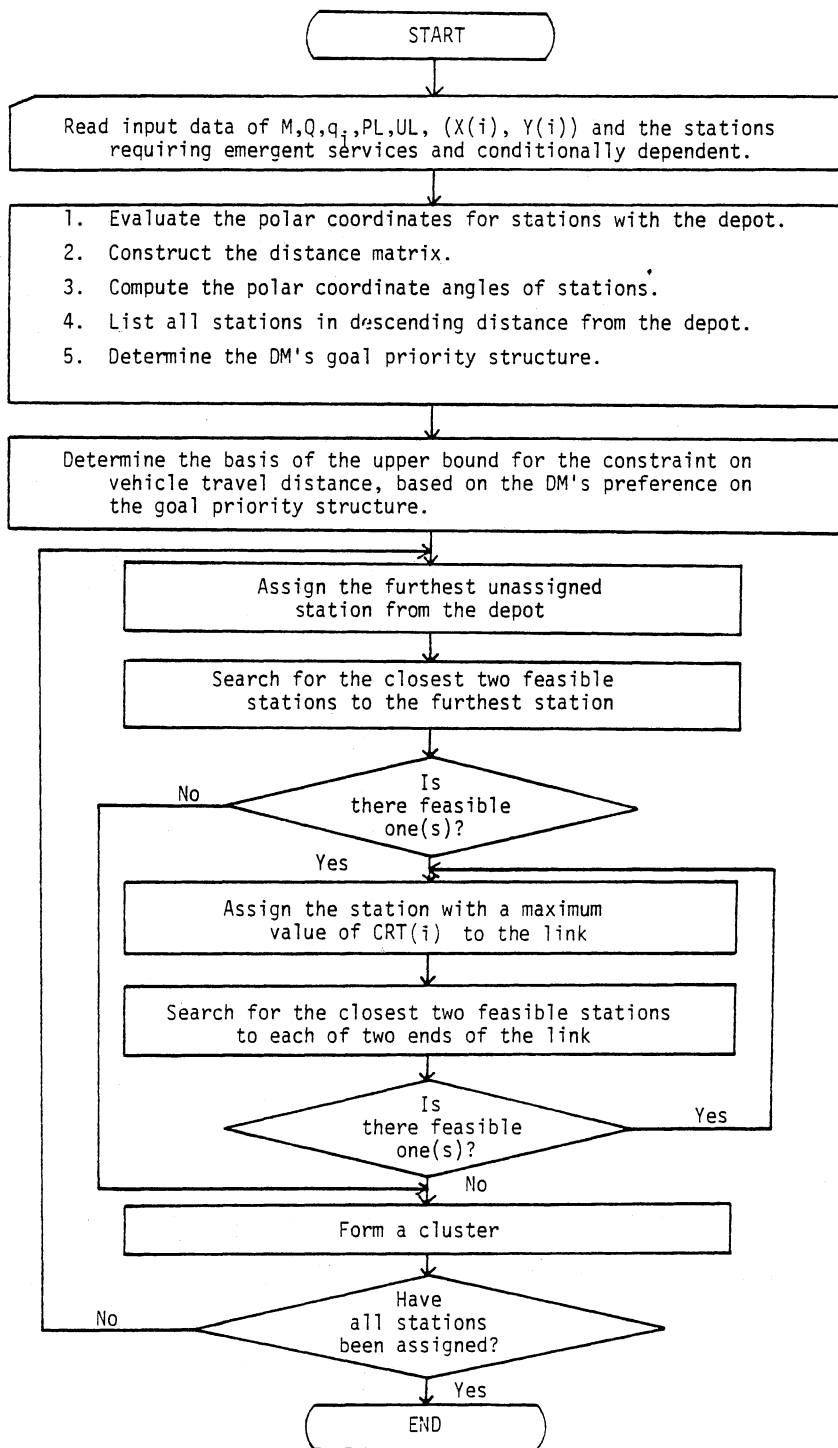 START
Read input data of M,Q,qi,PL,UL, (X(i), Y(i)) and the stations
requiring emergent services and conditionally dependent.
1. Evaluate the polar coordinates for stations with the depot.
2. Construct the distance matrix.
3. Compute the polar coordinate angles of stations.
4. List all stations in descending distance from the depot.
5. Determine the DM's goal priority structure.
Determine the basis of the upper bound for the constraint on
vehicle travel distance, based on the DM's preference on
the goal priority structure.
Assign the furthest unassigned
station from the depot
Search for the closest two feasible
stations to the furthest station
Is
there feasible
one(s)?
No
Yes
Assign the station with a maximum
value of CRT(i) to the link
Search for the closest two feasible stations
to each of two ends of the link
Is
there feasible
one(s)?
Yes
No
Form a cluster
Have
all stations
been assigned?
No
Yes
END